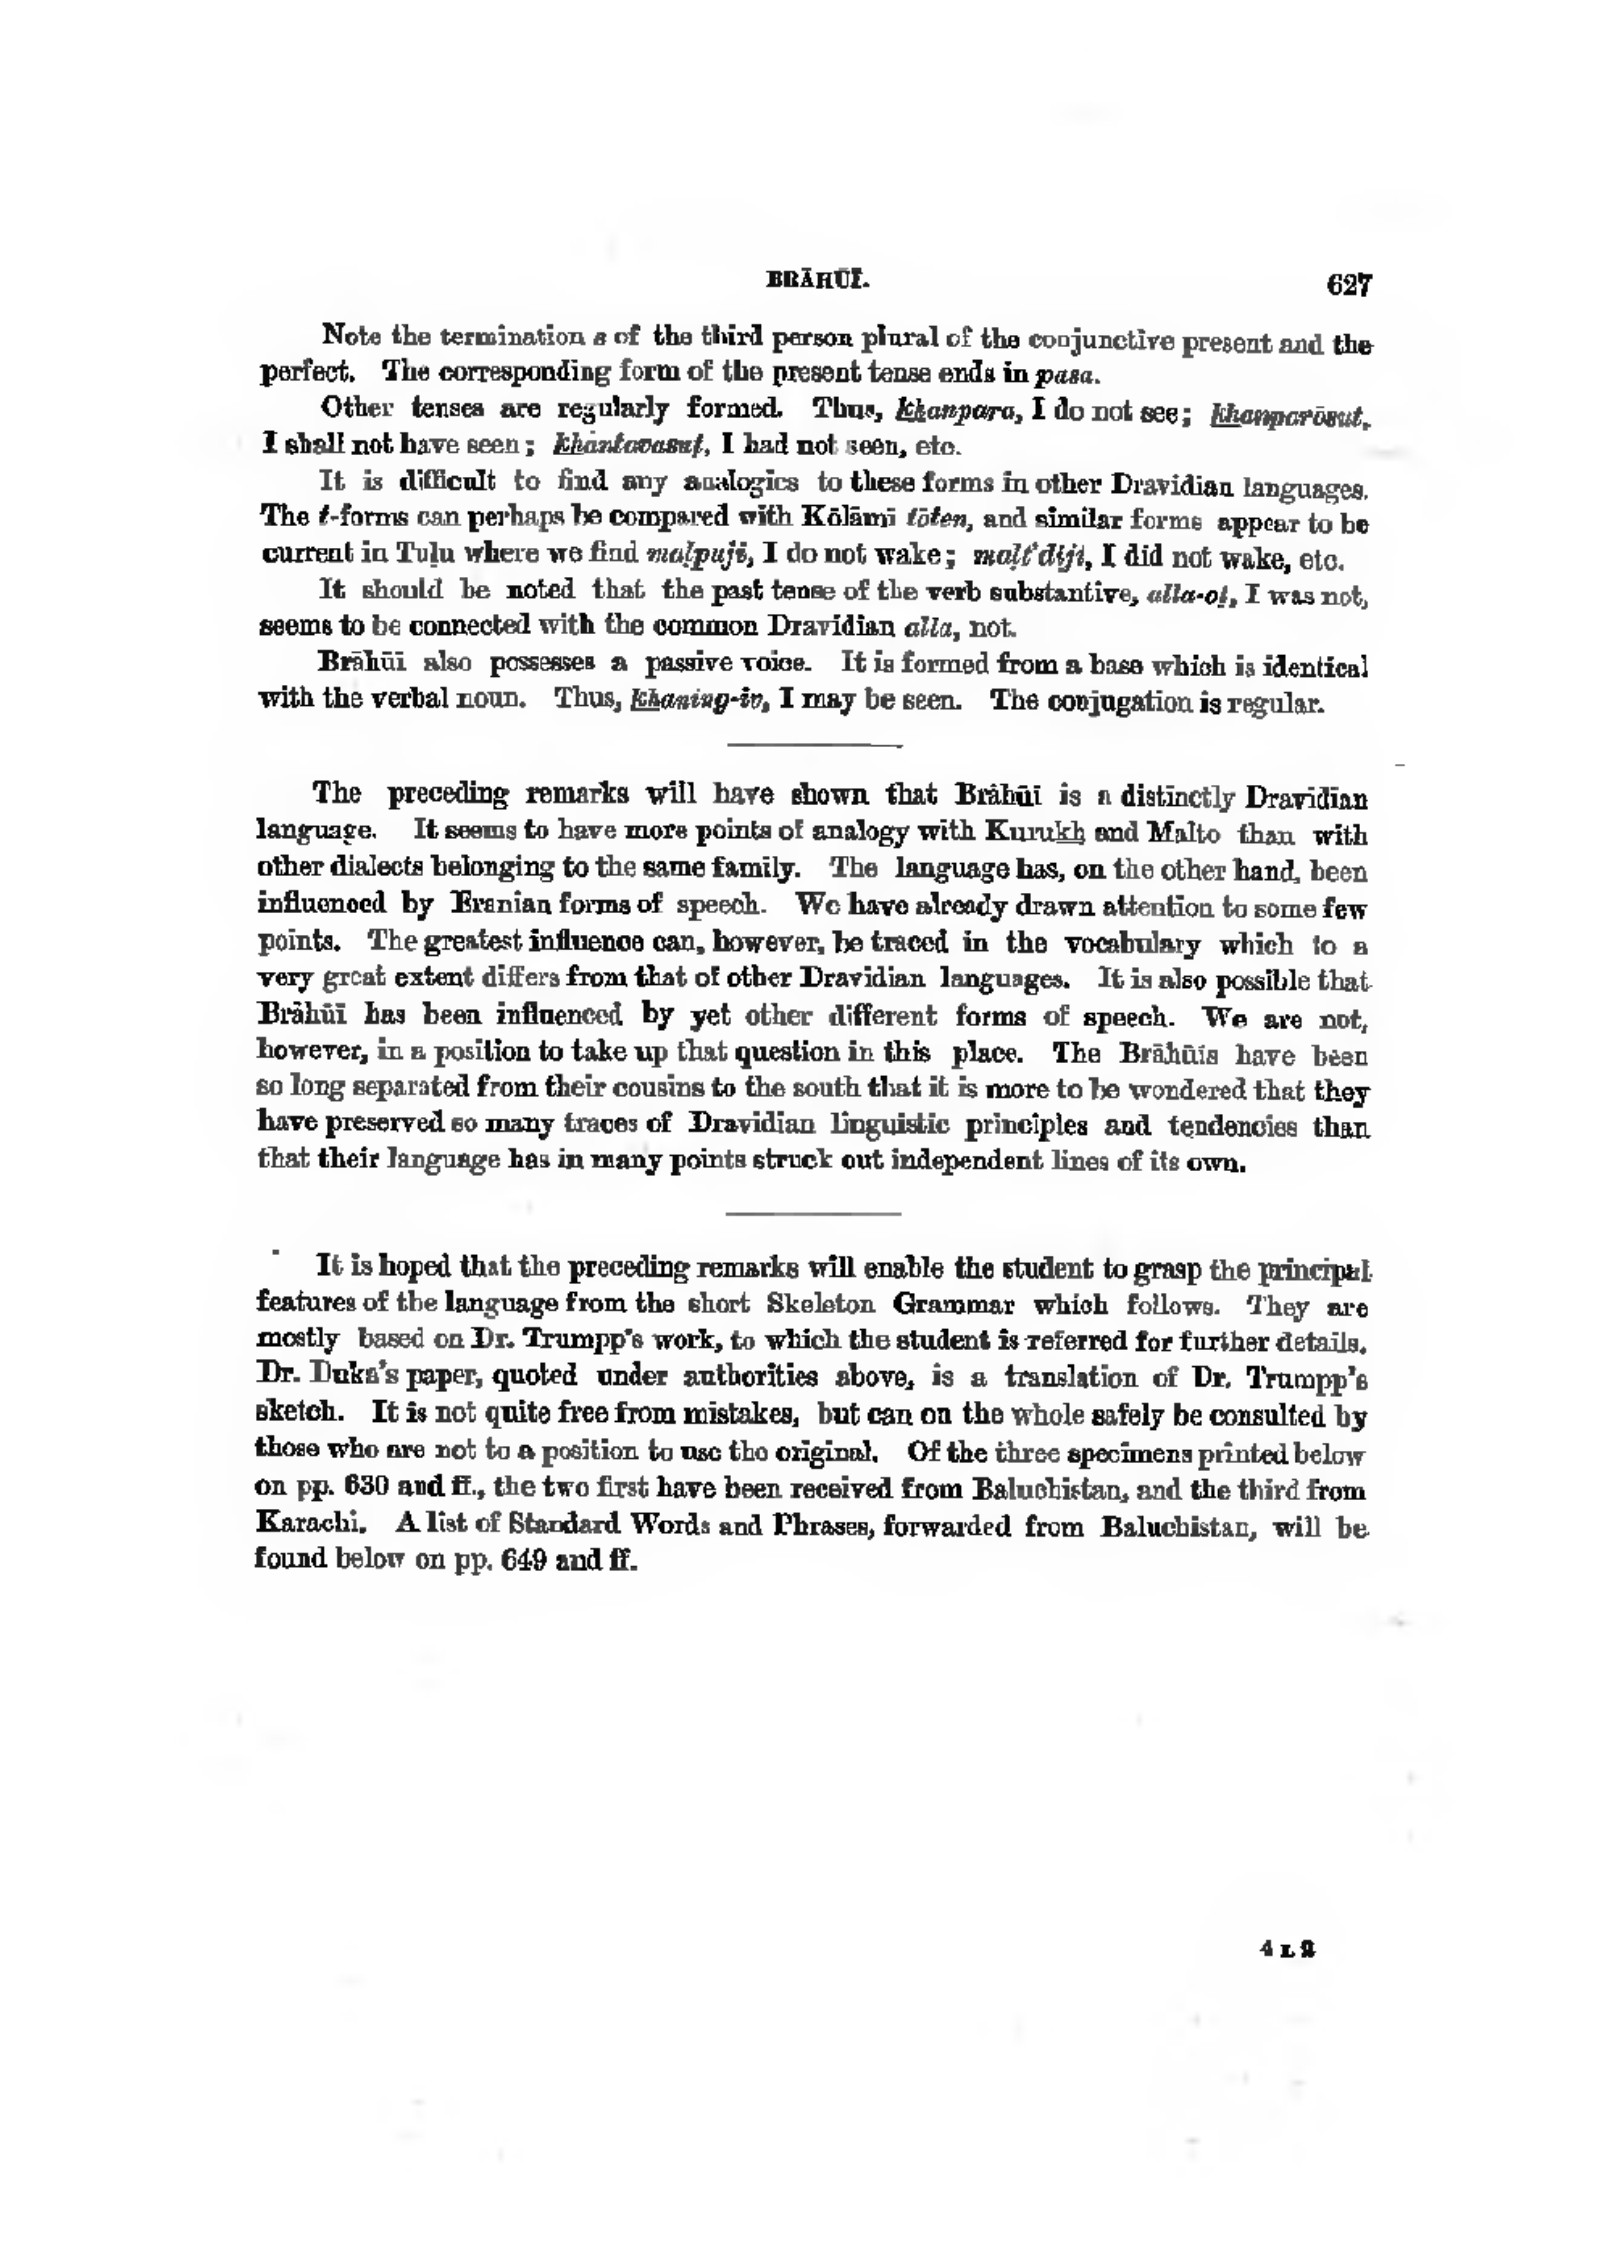 BRĀHŪĪ. 627
Note the termination s of the third person plural of the conjunctive present and the
perfect. The corresponding form of the present tense ends in pasa.
Other tenses are regularly formed. Thus, khanpara, I do not see; khanparōsut,
I shall not have seen; khantavasuṭ, I had not seen, etc.
It is difficult to find any analogies to these forms in other Dravidian languages.
The t-forms can perhaps be compared with Kōlāmī tōten, and similar forms appear to be
current in Tuḷu where we find maḷpuji, I do not wake; maḷt'diji, I did not wake, etc.
It should be noted that the past tense of the verb substantive, alla-oṭ, I was not,
seems to be connected with the common Dravidian alla, not.
Brāhūī also possesses a passive voice. It is formed from a base which is identical
with the verbal noun. Thus, khaning-iv, I may be seen. The conjugation is regular.
The preceding remarks will have shown that Brāhūī is a distinctly Dravidian
language. It seems to have more points of analogy with Kurukh and Malto than with
other dialects belonging to the same family. The language has, on the other hand, been
influenced by Eranian forms of speech. We have already drawn attention to some few
points. The greatest influence can, however, be traced in the vocabulary which to a
very great extent differs from that of other Dravidian languages. It is also possible that
Brāhūī has been influenced by yet other different forms of speech. We are not,
however, in a position to take up that question in this place. The Brāhūīs have been
so long separated from their cousins to the south that it is more to be wondered that they
have preserved so many traces of Dravidian linguistic principles and tendencies than
that their language has in many points struck out independent lines of its own.
It is hoped that the preceding remarks will enable the student to grasp the principal
features of the language from the short Skeleton Grammar which follows. They are
mostly based on Dr. Trumpp's work, to which the student is referred for further details.
Dr. Duka's paper, quoted under authorities above, is a translation of Dr. Trumpp's
sketch. It is not quite free from mistakes, but can on the whole safely be consulted by
those who are not to a position to use the original. Of the three specimens printed below
on pp. 630 and ff., the two first have been received from Baluchistan, and the third from
Karachi. A list of Standard Words and Phrases, forwarded from Baluchistan, will be
found below on pp. 649 and ff.
4 L 2